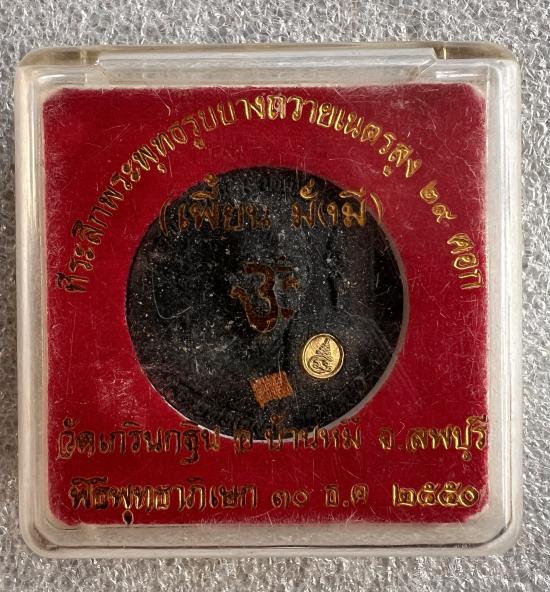 ที่ระลึกพระพุทธรูปปางถวายเนตรสูง ๒๙ ศอก
(เฟี้ยน มั่งมี)
วัดเกรินกฐิน อ.บ้านหมี่ จ.ลพบุรี
พิธีพุทธาภิเษก ๓๐ ธ.ค ๒๕๕๐